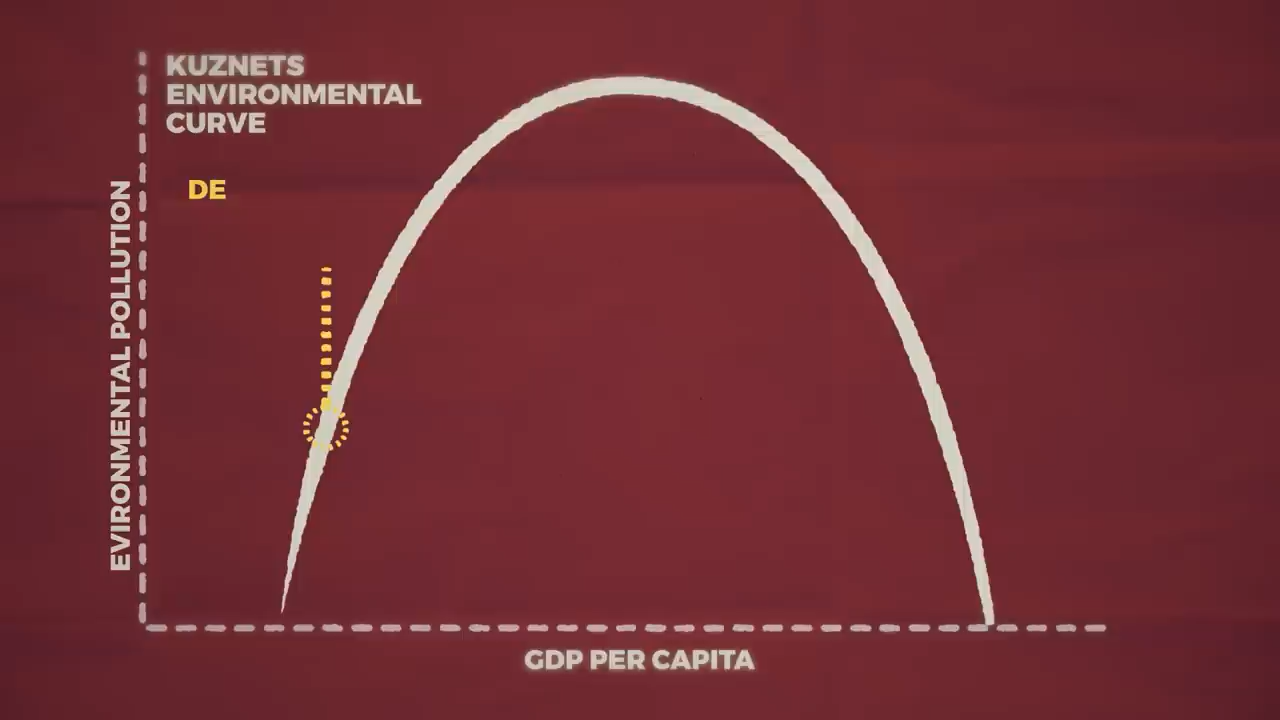 KUZNETS
ENVIRONMENTAL
CURVE
DE
EVIRONMENTAL POLLUTION
GDP PER CAPITA